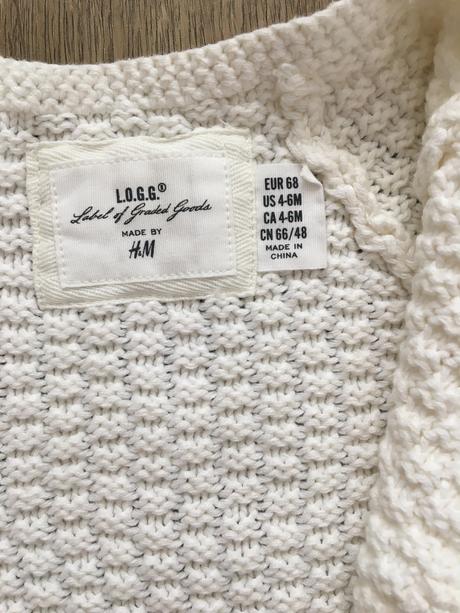 L.O.G.G.®
Label of Graded Goods
MADE BY
H&M
EUR 68
US 4-6M
CA 4-6M
CN 66/48
MADE IN
CHINA